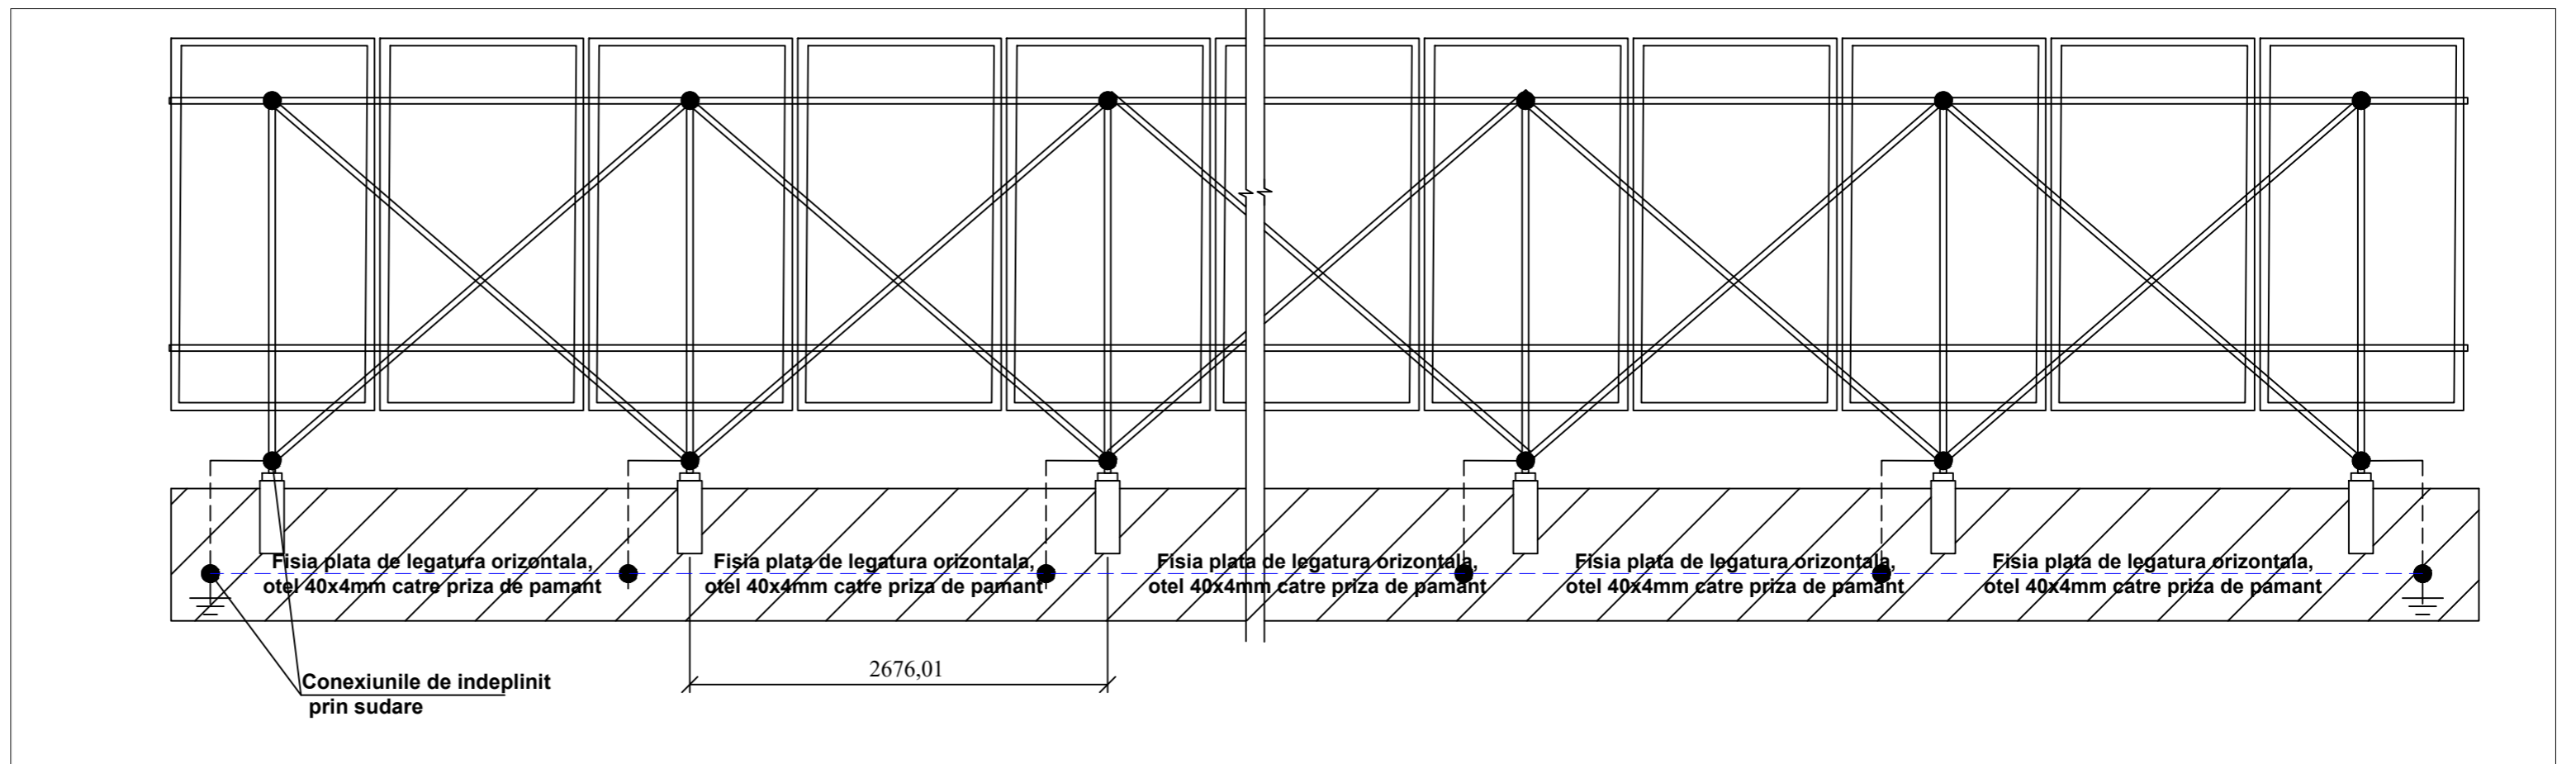 Fisia plata de legatura orizontala,
otel 40x4mm catre priza de pamant
Fisia plata de legatura orizontala,
otel 40x4mm catre priza de pamant
Fisia plata de legatura orizontala,
otel 40x4mm catre priza de pamant
Fisia plata de legatura orizontala,
otel 40x4mm catre priza de pamant
Fisia plata de legatura orizontala,
otel 40x4mm catre priza de pamant
2676,01
Conexiunile de indeplinit
prin sudare